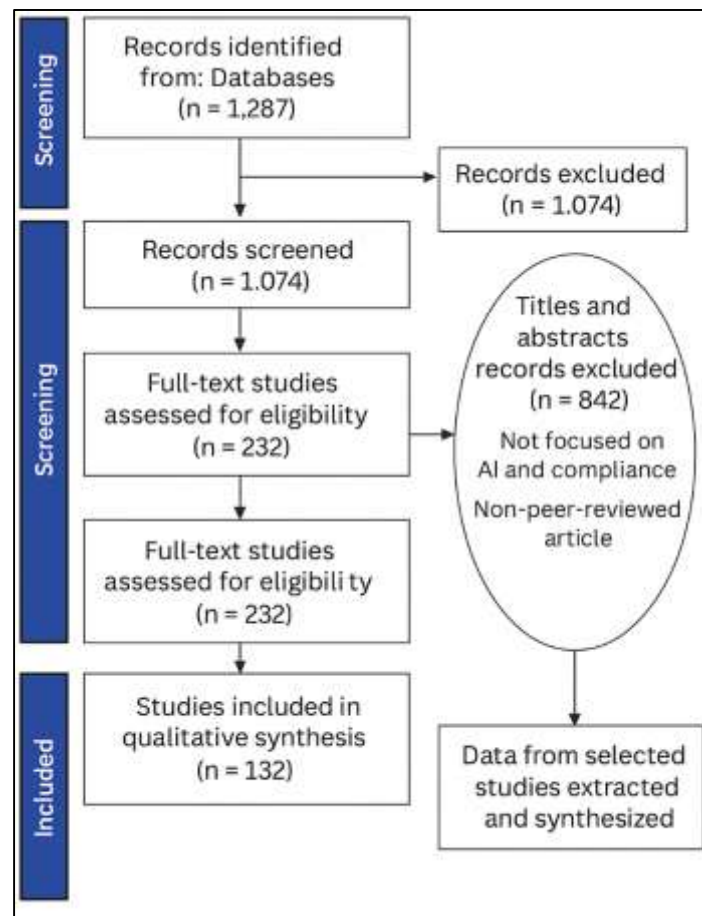 Screening
Records identified
from: Databases
(n = 1,287)
Records excluded
(n = 1.074)
Screening
Records screened
(n = 1.074)
Full-text studies
assessed for eligibility
(n = 232)
Titles and
abstracts
records excluded
(n = 842)
Not focused on
AI and compliance
Non-peer-reviewed
article
Full-text studies
assessed for eligibility
(n = 232)
Included
Studies included in
qualitative synthesis
(n = 132)
Data from selected
studies extracted
and synthesized